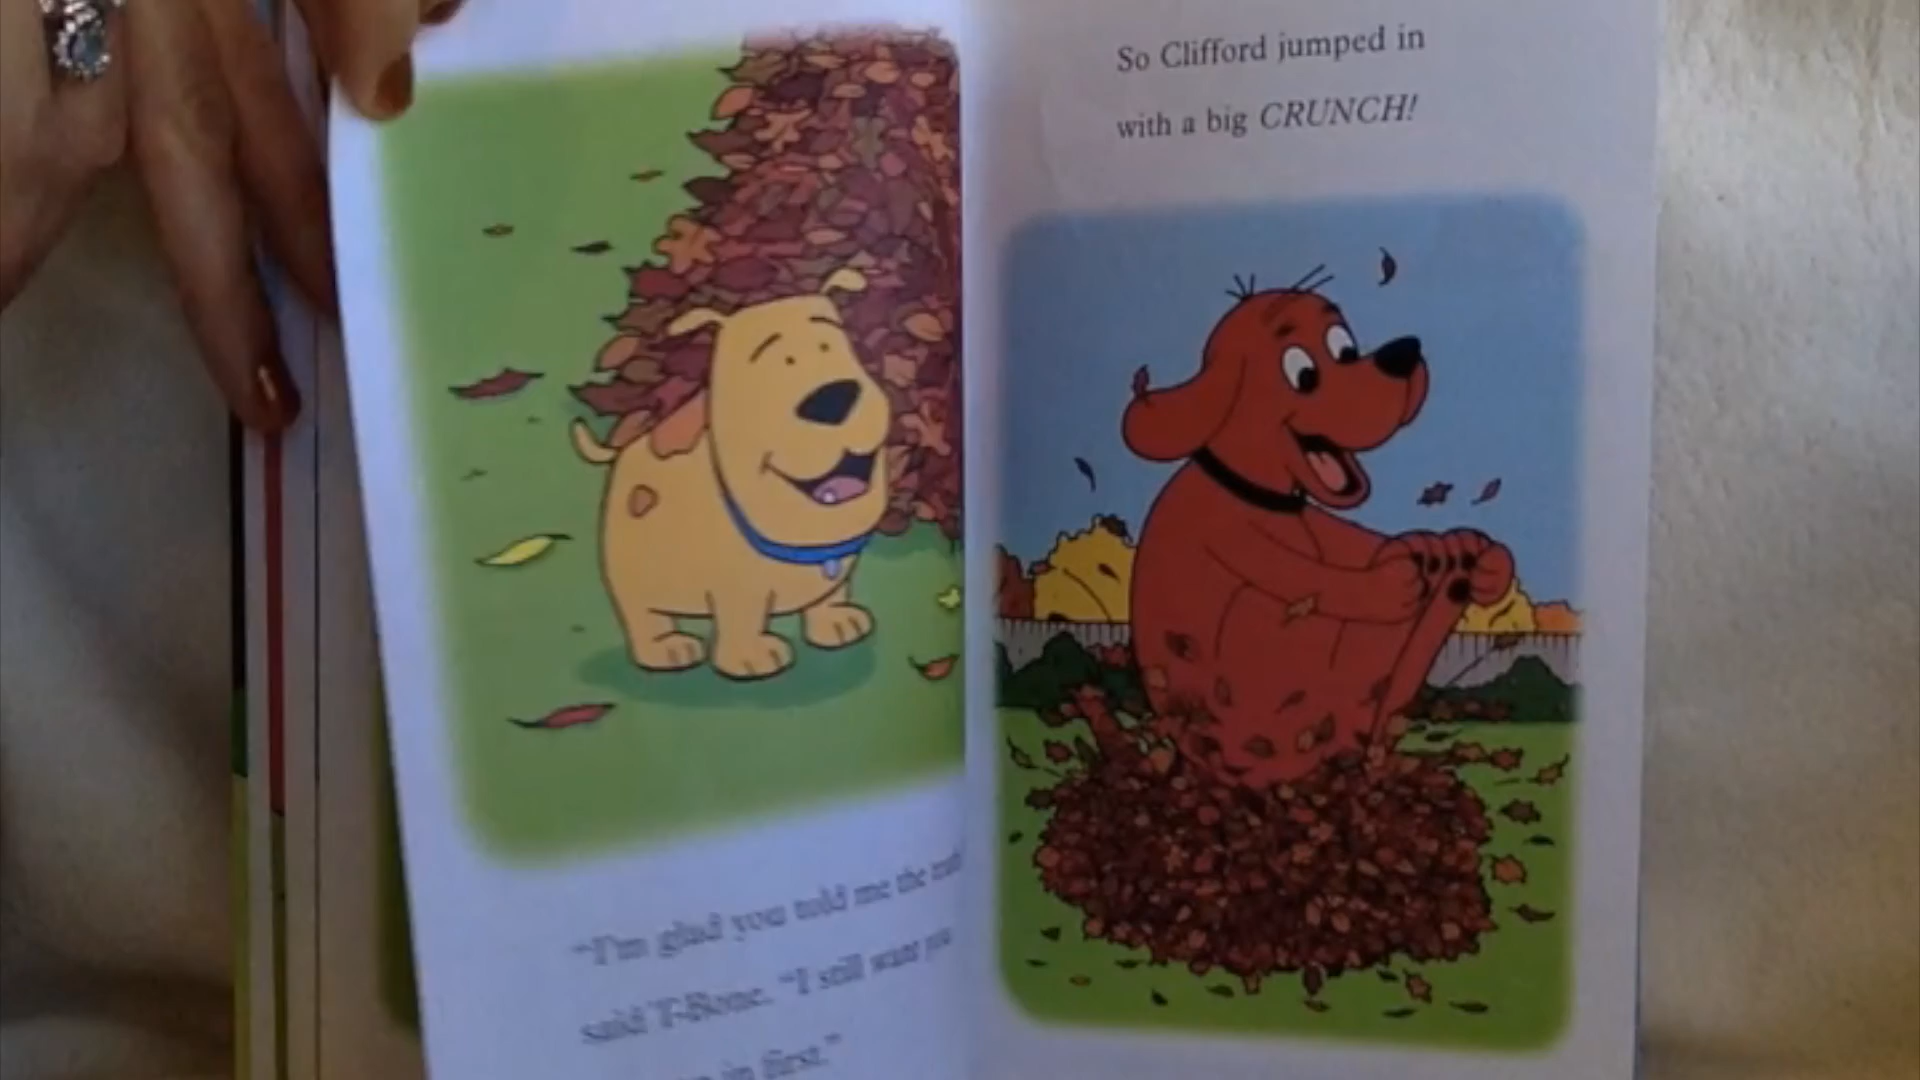 "I'm glad you told me the
said T-Bone. "I still want you
in first."
So Clifford jumped in
with a big CRUNCH!